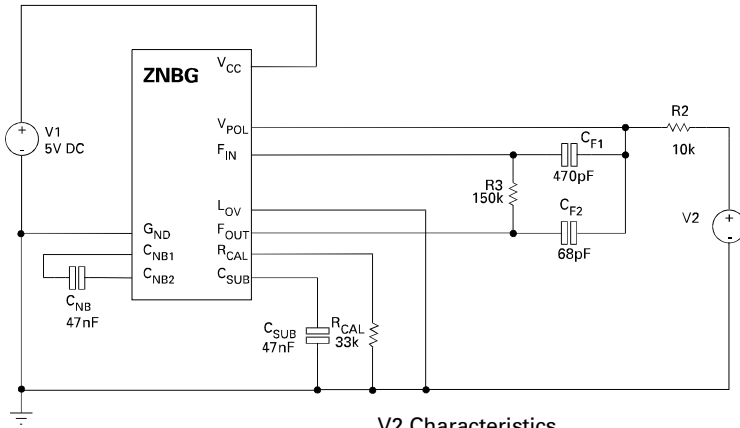 ZNBG
VCC
V1
5V DC
+
-
VPOL
FIN
LOV
GND
FOUT
CNB1
RCAL
CNB2
CSUB
CNB
47nF
CSUB
47nF
RCAL
33k
R3
150k
CF1
470pF
CF2
68pF
R2
10k
V2
+
-
V2 Characteristics